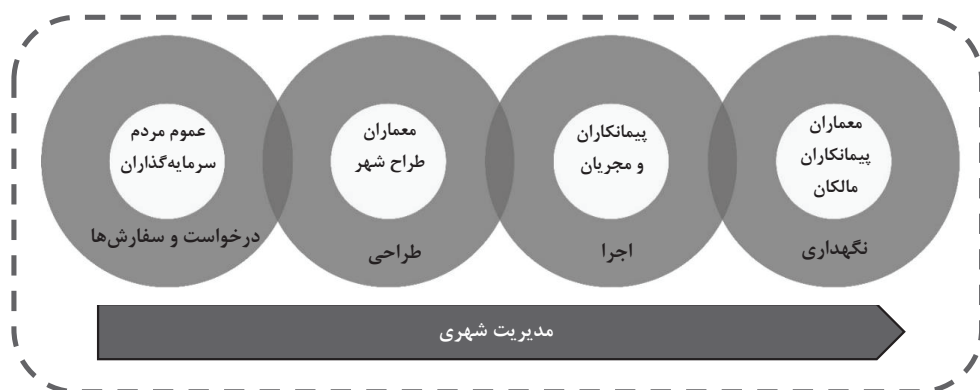 عموم مردم
سرمایه‌گذاران
درخواست و سفارش‌ها
معماران
طراح شهر
طراحی
پیمانکاران
و مجریان
اجرا
معماران
پیمانکاران
مالکان
نگهداری
مدیریت شهری